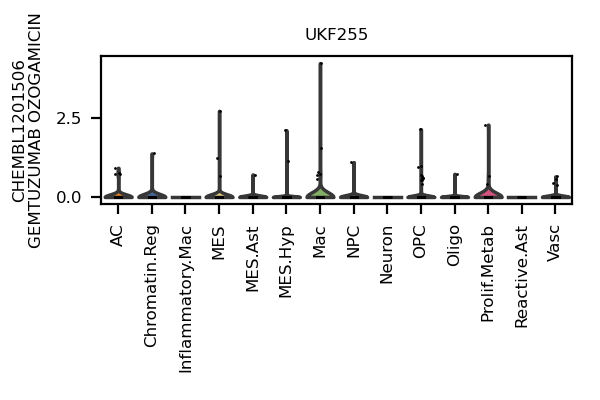 UKF255
CHEMBL1201506
GEMTUZUMAB OZOGAMICIN
2.5
0.0
AC
Chromatin.Reg
Inflammatory.Mac
MES
MES.Ast
MES.Hyp
Mac
NPC
Neuron
OPC
Oligo
Prolif.Metab
Reactive.Ast
Vasc